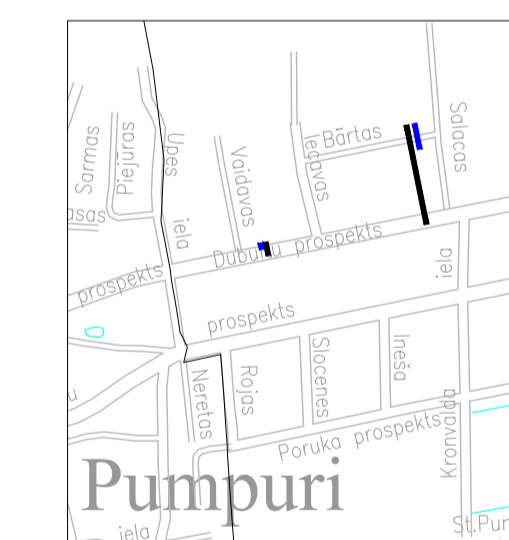 Sarmas
Piejūras
Upes
iela
Vaidavas
Iecavas
Bārtas
Salacas
asas
Dubultu prospekts
iela
prospekts
prospekts
Neretas
Rojas
Slocenes
Ineša
Kronvalda
Poruka prospekts
u
Pumpuri
iela
St.Pur